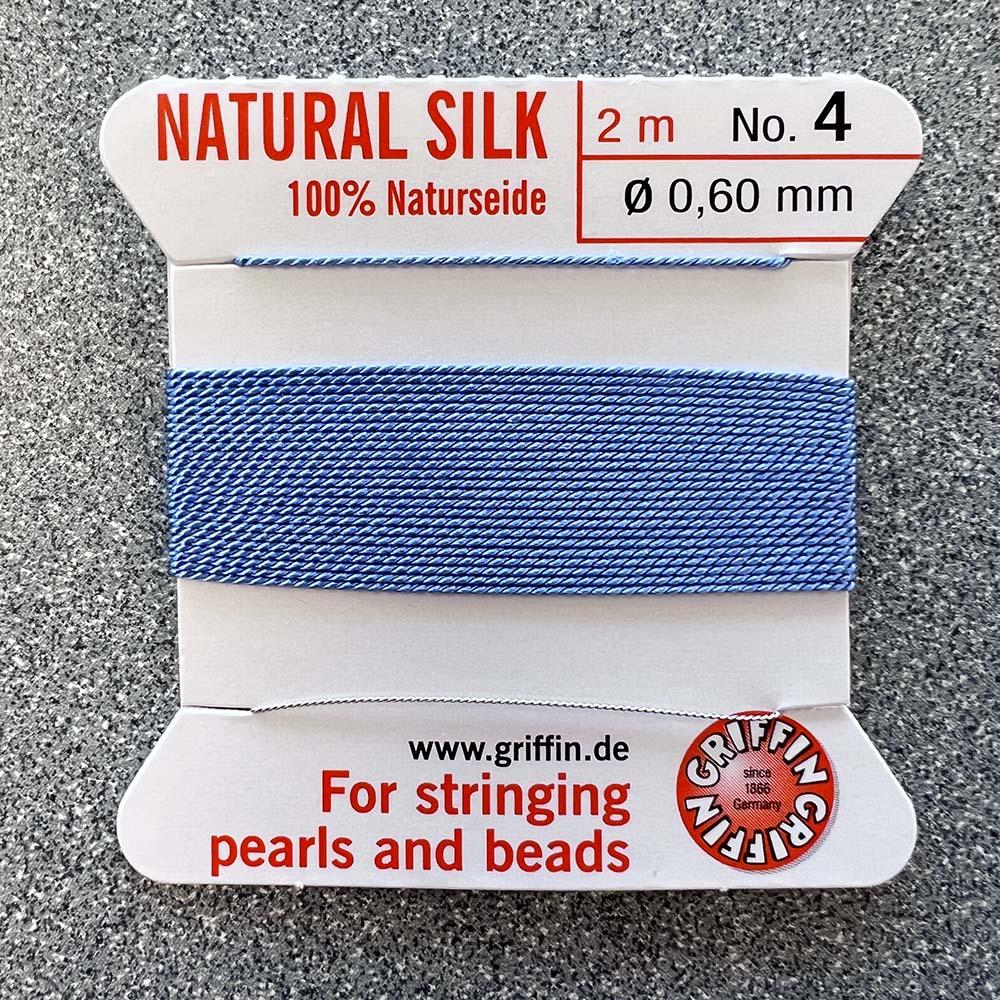 NATURAL SILK
100% Naturseide
2 m No. 4
Ø 0,60 mm
www.griffin.de
For stringing
pearls and beads
GRIFFIN GRIFFIN
since
1866
Germany